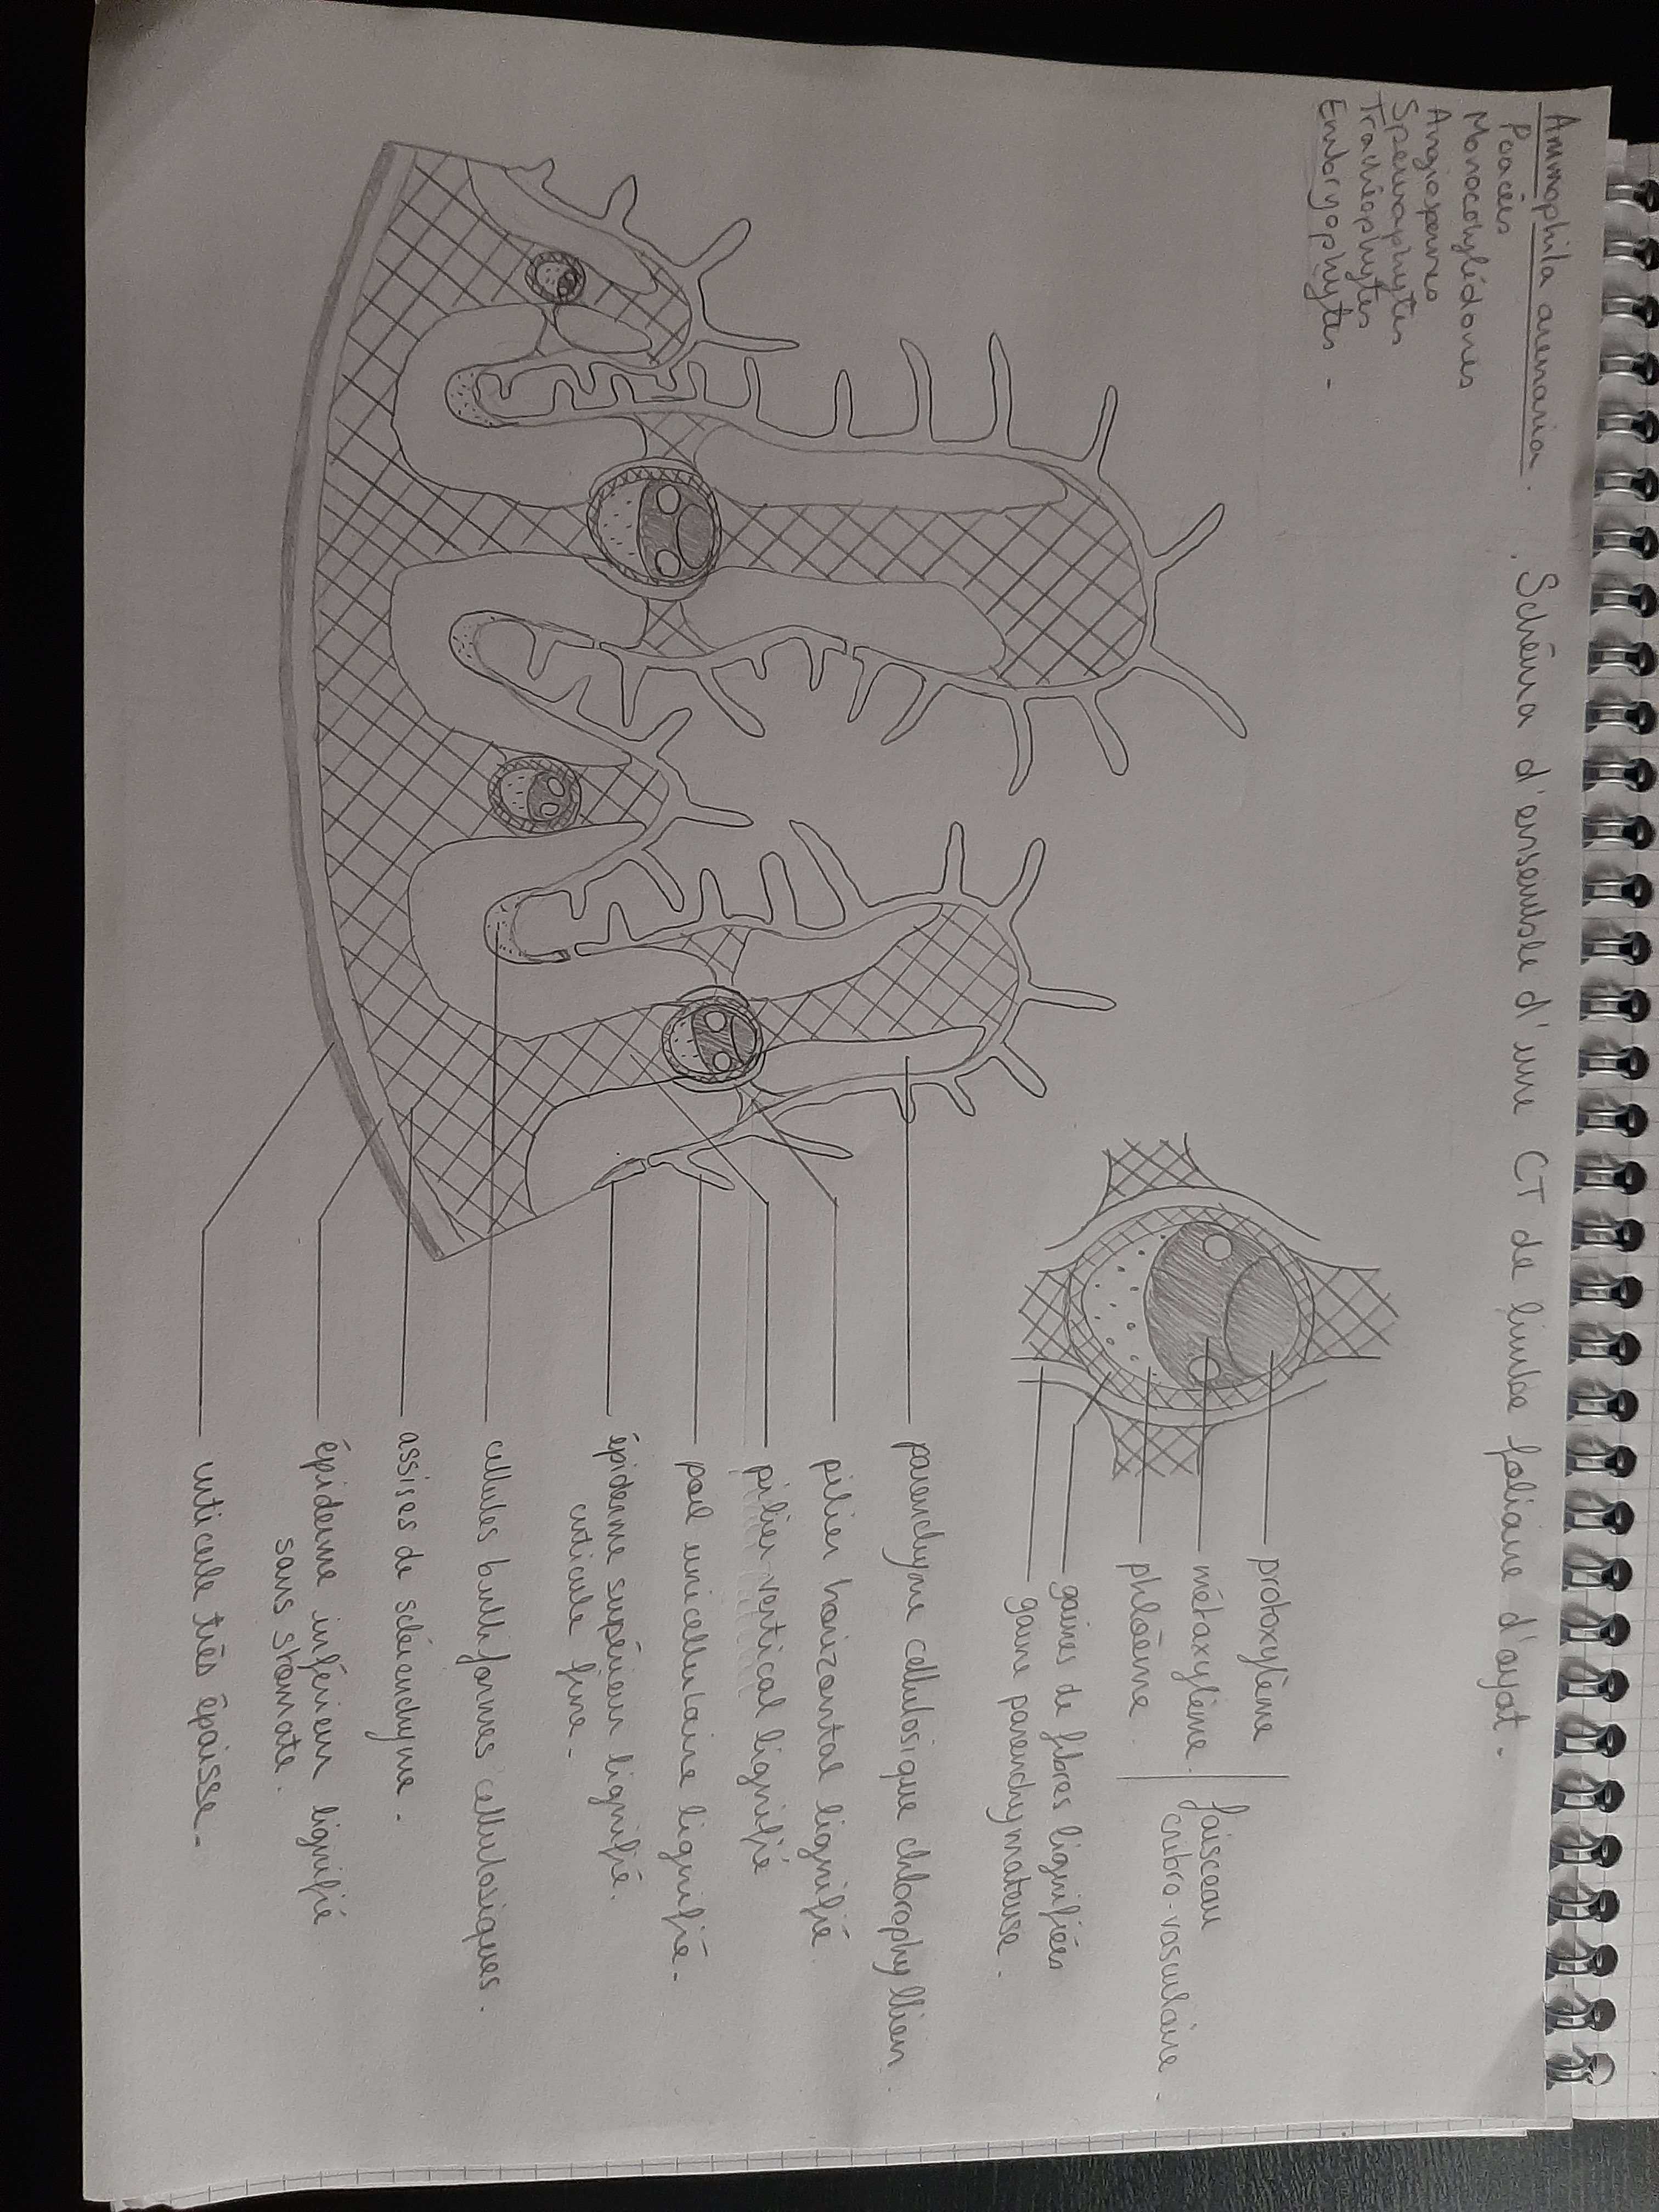 Ammophila arenaria.
Poacées
Monocotylédones
Angiospermes
Spermaphytes
Trachéophytes
Embryophytes -
. Schéma d'ensemble d'une CT de limbe foliaire d'oyat -
protoxylème
métaxylème
phloème
faisceau
cribro-vasculaire -
gaines de fibres lignifiées
gaine parenchymateuse .
parenchyme cellulosique chlorophyllien .
pilier horizontal lignifié
pilier vertical lignifié
poil unicellulaire lignifié -
épiderme supérieur lignifié.
cuticule fine -
cellules bulliformes cellulosiques .
assises de sclérenchyme .
épiderme inférieur lignifié
sans stomate .
cuticule très épaisse -